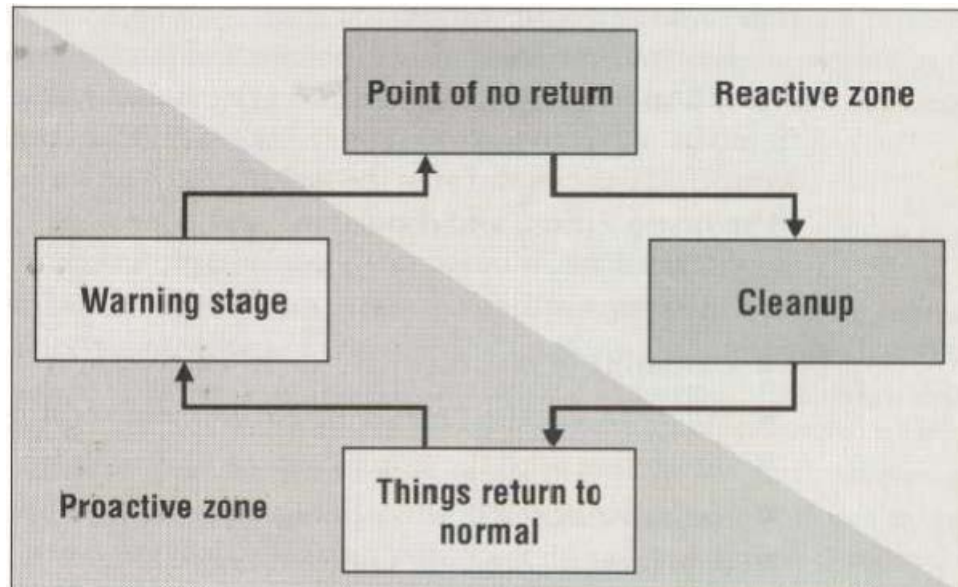 Point of no return
Reactive zone
Warning stage
Cleanup
Things return to
normal
Proactive zone